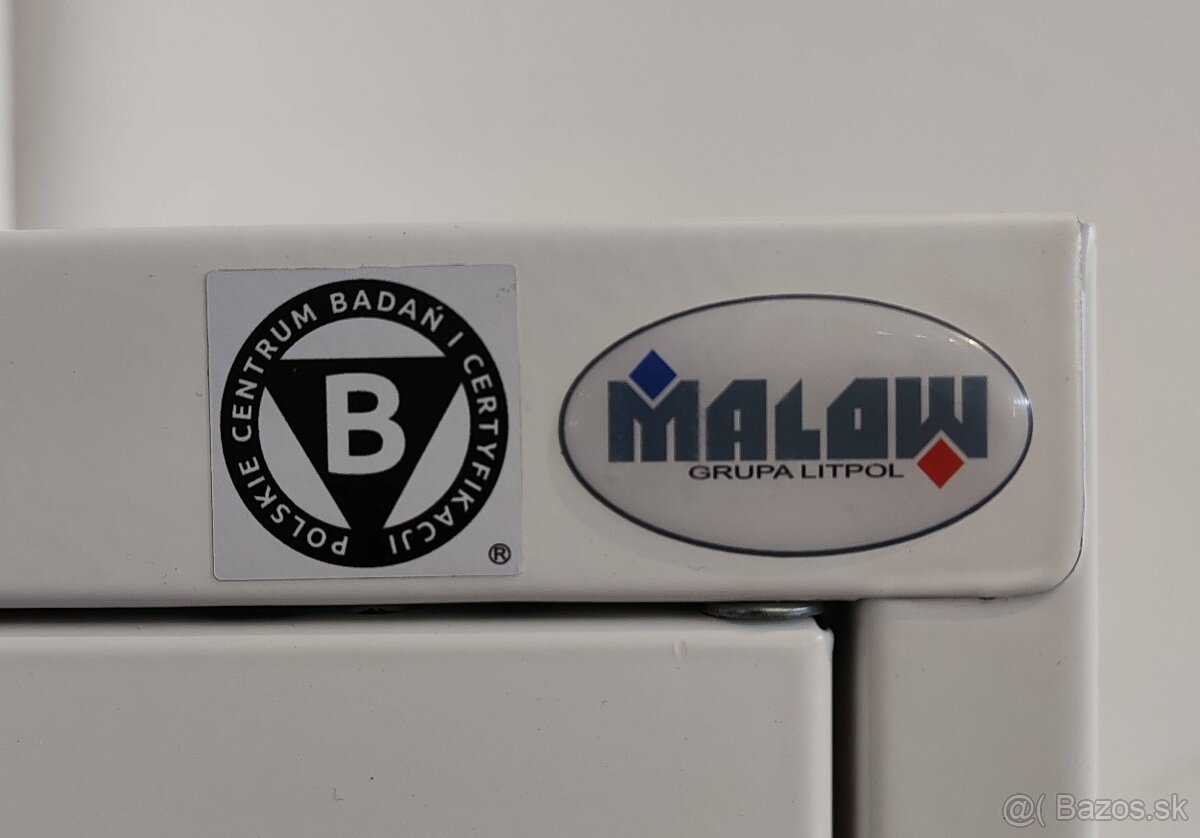 POLSKIE CENTRUM BADAŃ I CERTYFIKACJI
B
®
MALOW
GRUPA LITPOL
@( Bazos.sk